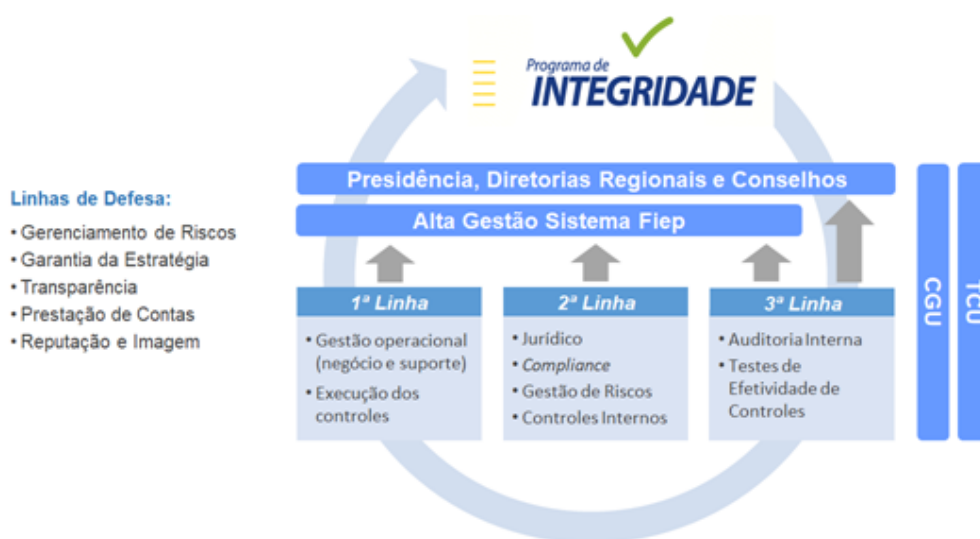 Programa de
INTEGRIDADE
Presidência, Diretorias Regionais e Conselhos
Alta Gestão Sistema Fiep
Linhas de Defesa:
• Gerenciamento de Riscos
• Garantia da Estratégia
• Transparência
• Prestação de Contas
• Reputação e Imagem
1ª Linha
• Gestão operacional
(negócio e suporte)
• Execução dos
controles
2ª Linha
• Jurídico
• Compliance
• Gestão de Riscos
• Controles Internos
3ª Linha
• Auditoria Interna
• Testes de
Efetividade de
Controles
CGU
TCU